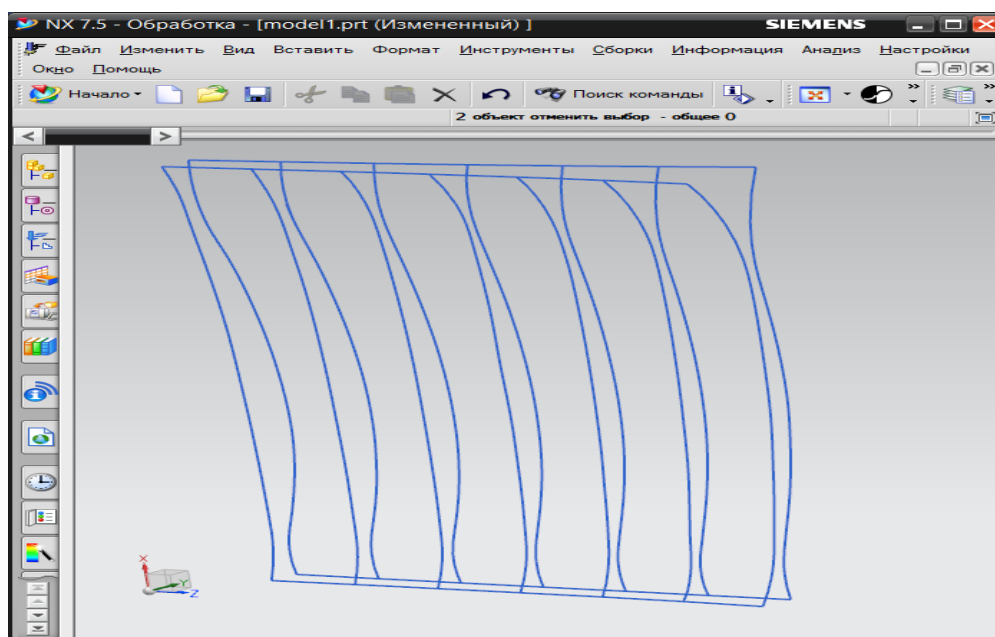 NX 7.5 - Обработка - [model1.prt (Измененный) ]
SIEMENS
Файл Изменить Вид Вставить Формат Инструменты Сборки Информация Анализ Настройки
Окно Помощь
Начало Поиск команды
2 объект отменить выбор - общее 0
X
Y
Z